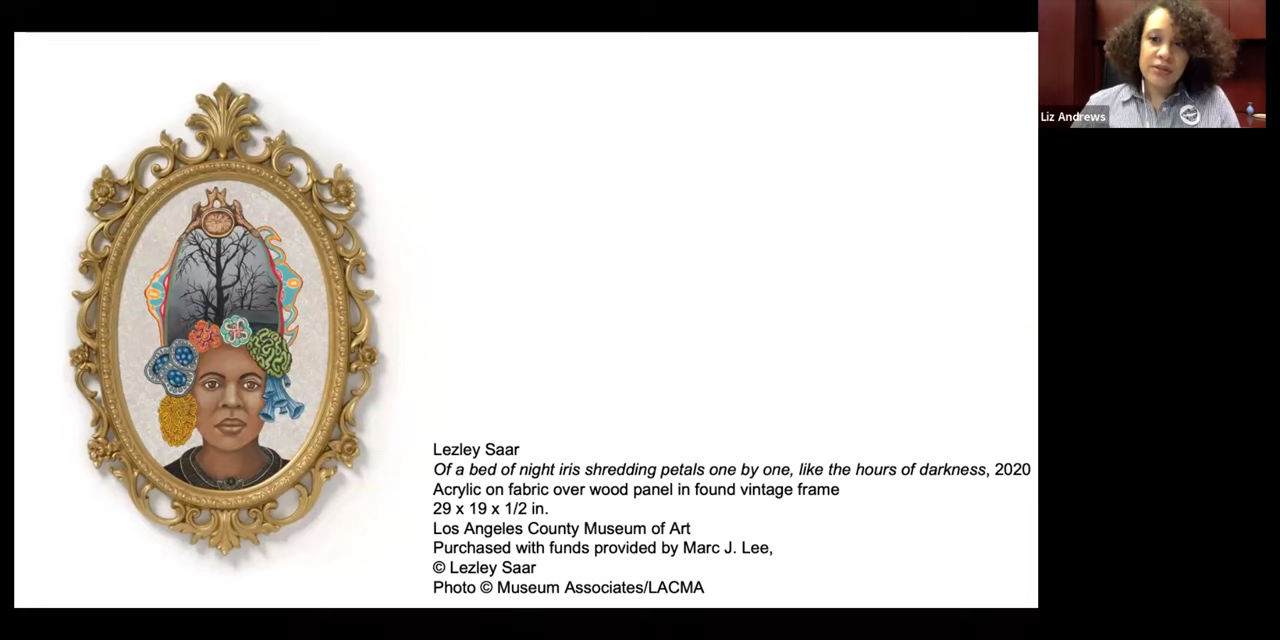 Liz Andrews
Lezley Saar
Of a bed of night iris shredding petals one by one, like the hours of darkness, 2020
Acrylic on fabric over wood panel in found vintage frame
29 x 19 x 1/2 in.
Los Angeles County Museum of Art
Purchased with funds provided by Marc J. Lee,
© Lezley Saar
Photo © Museum Associates/LACMA